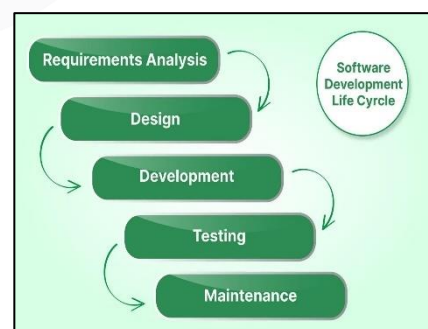 Requirements Analysis
Software
Development
Life Cyrcle
Design
Development
Testing
Maintenance